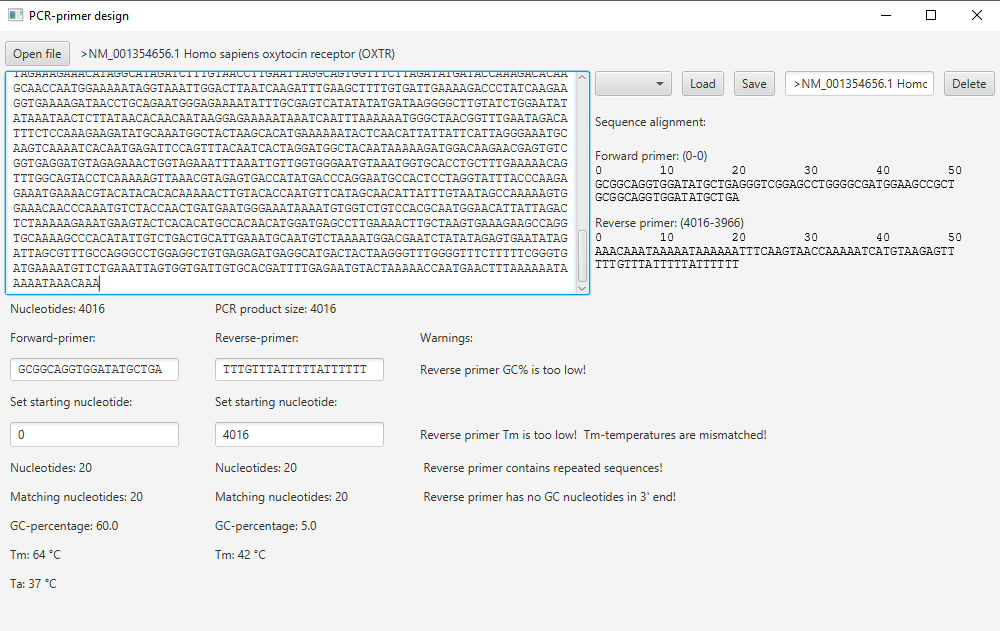 PCR-primer design
Open file
>NM_001354656.1 Homo sapiens oxytocin receptor (OXTR)
TAGAAAGAAACATAGGCATAGATCTTTGTAACCTTGAATTAGGCAGTGGTTTCTTAGATATGATACCAAAGACACAA
GCAACCAATGGAAAAATAGGTAAATTGGACTTAATCAAGATTTGAAGCTTTTGTGATTGAAAAGACCCTATCAAGAA
GGTGAAAAGATAACCTGCAGAATGGGAGAAAATATTTGCGAGTCATATATATGATAAGGGGCTTGTATCTGGAATAT
ATAAATAACTCTTATAACACAACAATAAGGAGAAAAATAAATCAATTTAAAAAATGGGCTAACGGTTTGAATAGACA
TTTCTCCAAAGAAGATATGCAAATGGCTACTAAGCACATGAAAAAATACTCAACATTATTATTCATTAGGGAAATGC
AAGTCAAAATCACAATGAGATTCCAGTTTACAATCACTAGGATGGCTACAATAAAAAGATGGACAAGAACGAGTGTC
GGTGAGGATGTAGAGAAACTGGTAGAAATTTAAATTGTTGGTGGGAATGTAAATGGTGCACCTGCTTTGAAAAACAG
TTTGGCAGTACCTCAAAAAGTTAAACGTAGAGTGACCATATGACCCAGGAATGCCACTCCTAGGTATTTACCCAAGA
GAAATGAAAACGTACATACACACAAAAACTTGTACACCAATGTTCATAGCAACATTATTTGTAATAGCCAAAAAGTG
GAAACAACCCAAATGTCTACCAACTGATGAATGGGAAATAAAATGTGGTCTGTCCACGCAATGGAACATTATTAGAC
TCTAAAAAGAAATGAAGTACTCACACATGCCACAACATGGATGAGCCTTGAAAACTTGCTAAGTGAAAGAAGCCAGG
TGCAAAAGCCCACATATTGTCTGACTGCATTGAAATGCAATGTCTAAAATGGACGAATCTATATAGAGTGAATATAG
ATTAGCGTTTGCCAGGGCCTGGAGGCTGTGAGAGATGAGGCATGACTACTAAGGGTTTGGGGTTTCTTTTTCGGGTG
ATGAAAATGTTCTGAAATTAGTGGTGATTGTGCACGATTTTGAGAATGTACTAAAAACCAATGAACTTTAAAAAATA
AAAATAAACAAA
Load
Save
>NM_001354656.1 Homo
Delete
Sequence alignment:
Forward primer: (0-0)
0 10 20 30 40 50
GCGGCAGGTGGATATGCTGAGGGTCGGAGCCTGGGGCGATGGAAGCCGCT
GCGGCAGGTGGATATGCTGA
Reverse primer: (4016-3966)
0 10 20 30 40 50
AAACAAATAAAAATAAAAAATTTCAAGTAACCAAAAATCATGTAAGAGTT
TTTGTTTATTTTTATTTTTT
Nucleotides: 4016
PCR product size: 4016
Forward-primer:
Reverse-primer:
Warnings:
GCGGCAGGTGGATATGCTGA
TTTGTTTATTTTTATTTTTT
Reverse primer GC% is too low!
Set starting nucleotide:
Set starting nucleotide:
0
4016
Reverse primer Tm is too low! Tm-temperatures are mismatched!
Nucleotides: 20
Nucleotides: 20
Reverse primer contains repeated sequences!
Matching nucleotides: 20
Matching nucleotides: 20
Reverse primer has no GC nucleotides in 3' end!
GC-percentage: 60.0
GC-percentage: 5.0
Tm: 64 °C
Tm: 42 °C
Ta: 37 °C